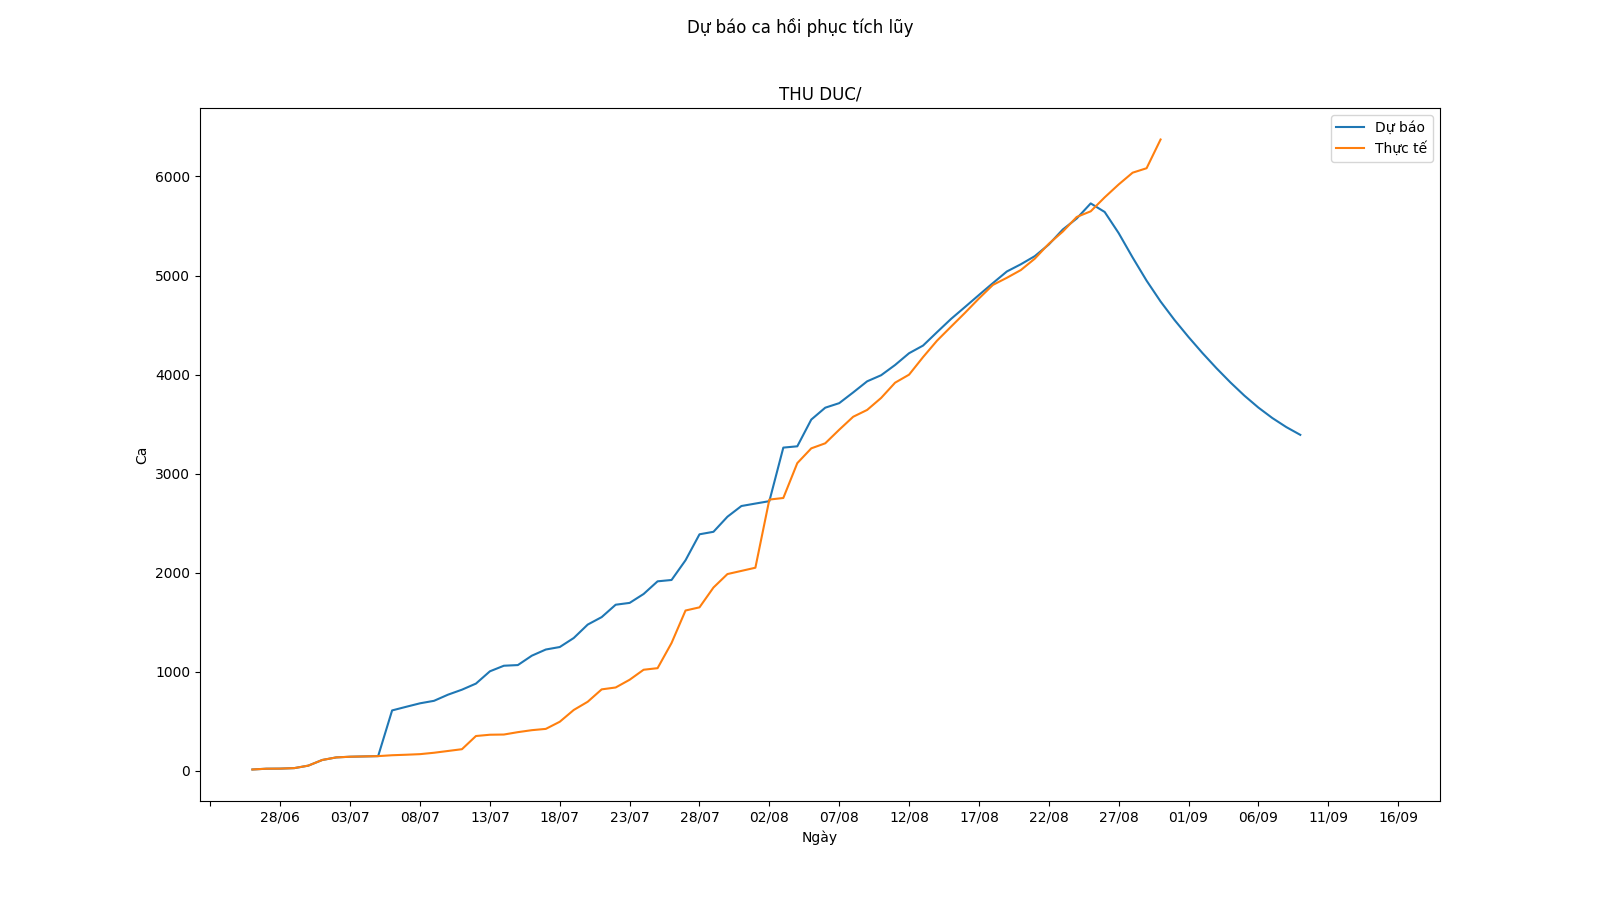 Dự báo ca hồi phục tích lũy
THU DUC/
Dự báo
Thực tế
6000
5000
4000
3000
2000
1000
0
Ca
28/06 03/07 08/07 13/07 18/07 23/07 28/07 02/08 07/08 12/08 17/08 22/08 27/08 01/09 06/09 11/09 16/09
Ngày